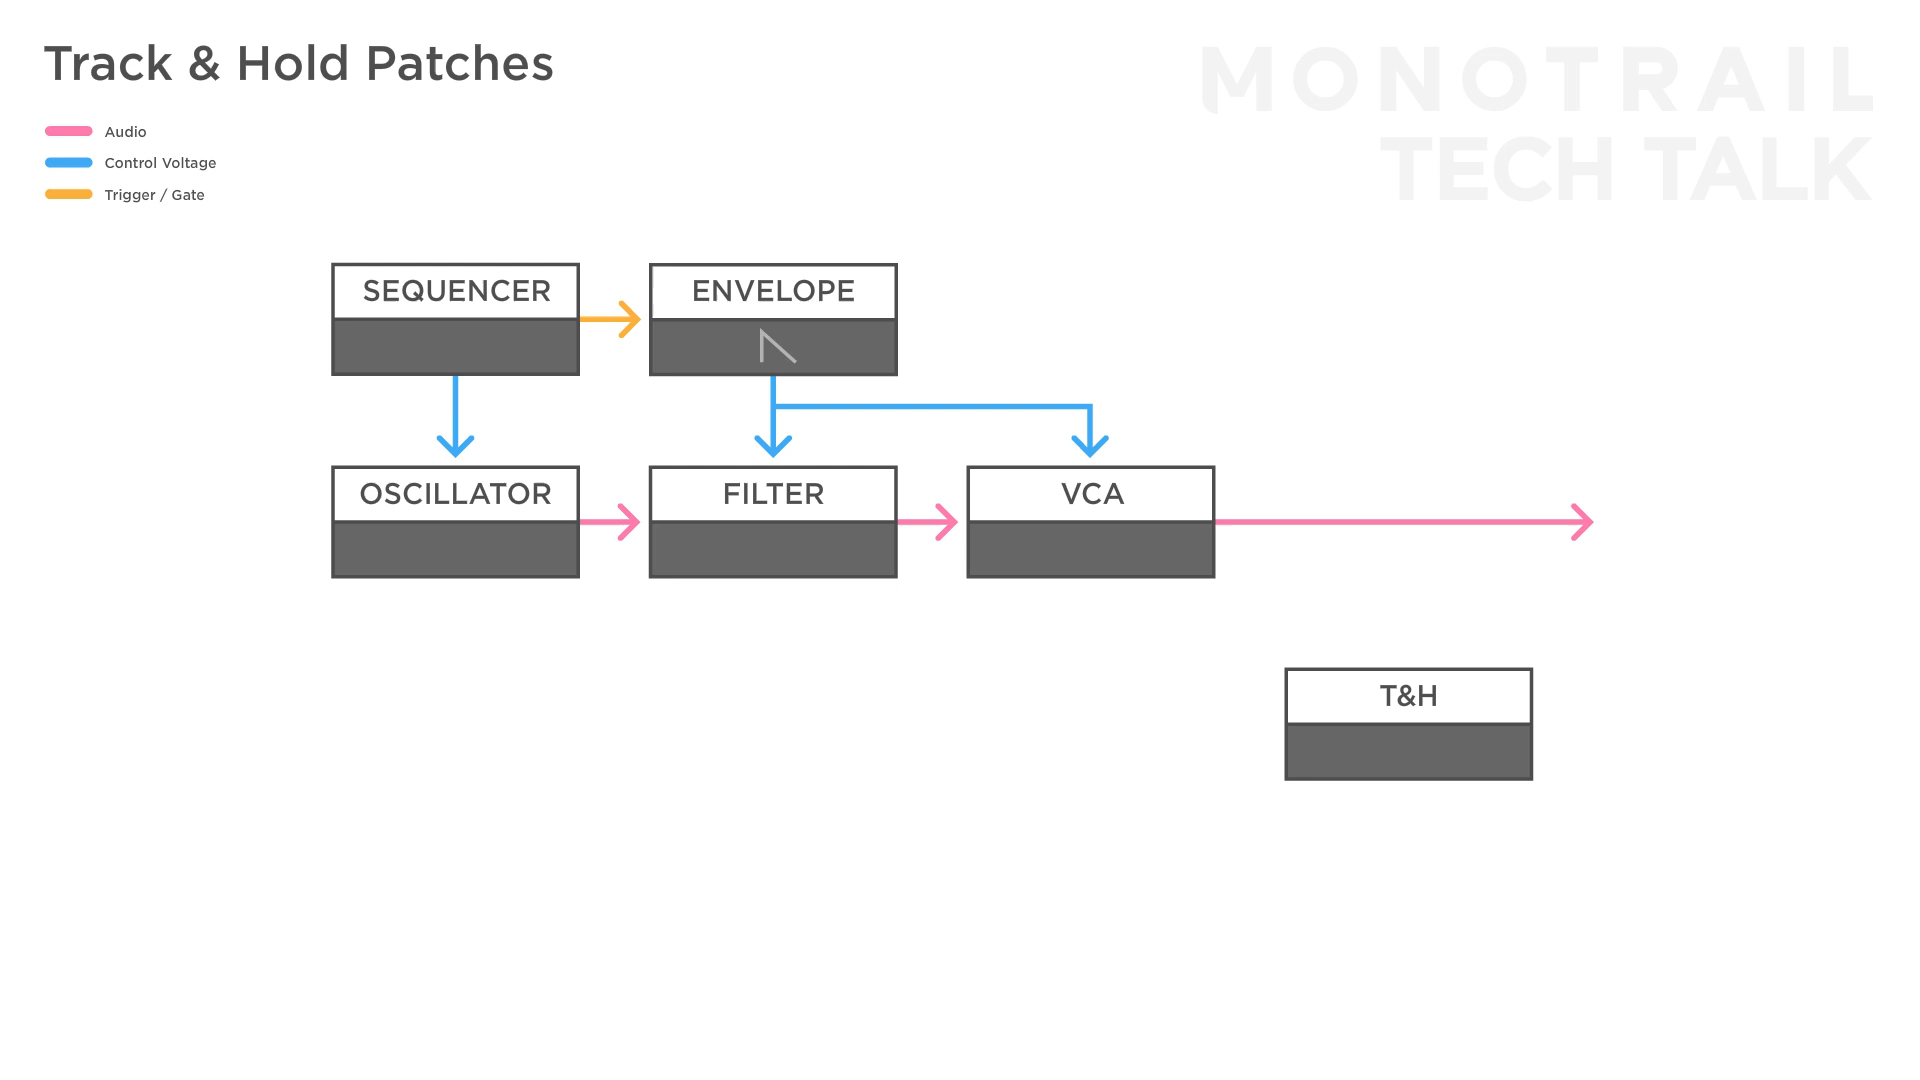 Track & Hold Patches
MONOTRAIL
TECH TALK
Audio
Control Voltage
Trigger / Gate
SEQUENCER
ENVELOPE
OSCILLATOR
FILTER
VCA
T&H